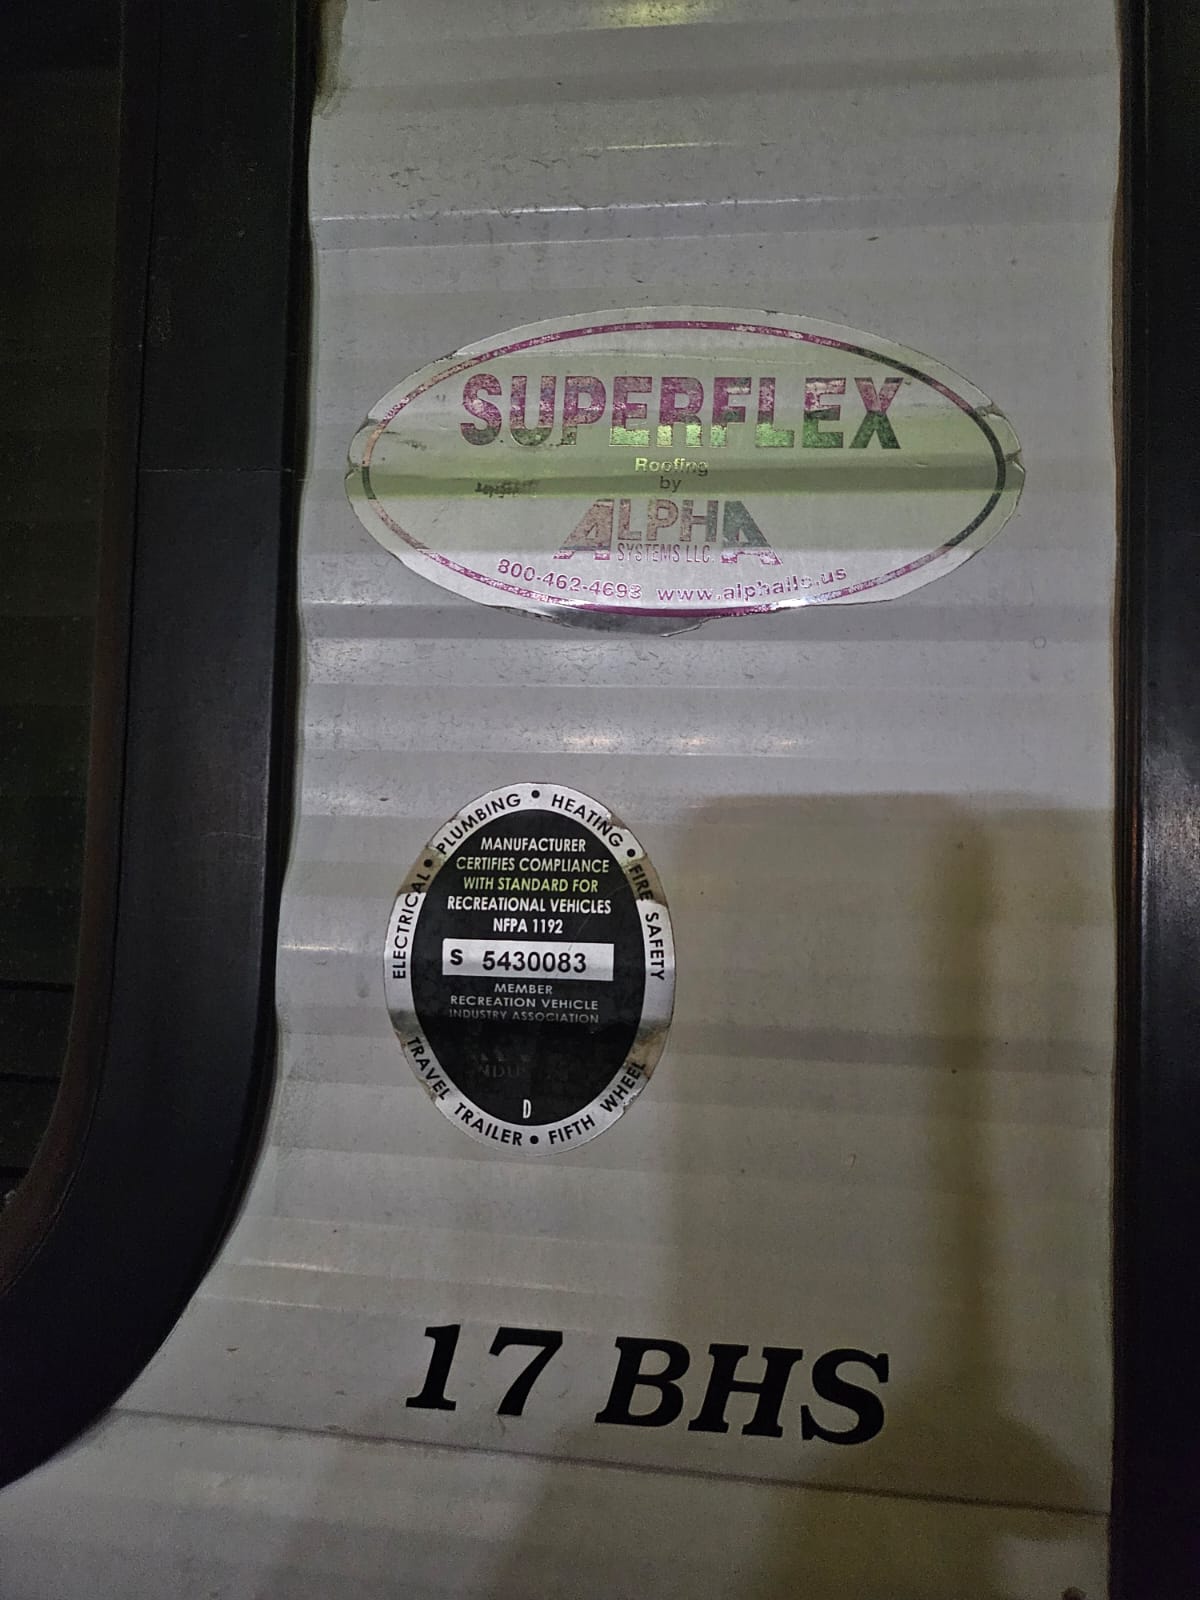 SUPERFLEX™
Roofing
by
ALPHA
SYSTEMS LLC.
800-462-4693 www.alphallc.us
ELECTRICAL • PLUMBING • HEATING • FIRE SAFETY
MANUFACTURER
CERTIFIES COMPLIANCE
WITH STANDARD FOR
RECREATIONAL VEHICLES
NFPA 1192
S 5430083
MEMBER
RECREATION VEHICLE
INDUSTRY ASSOCIATION
D
TRAVEL TRAILER • FIFTH WHEEL
17 BHS